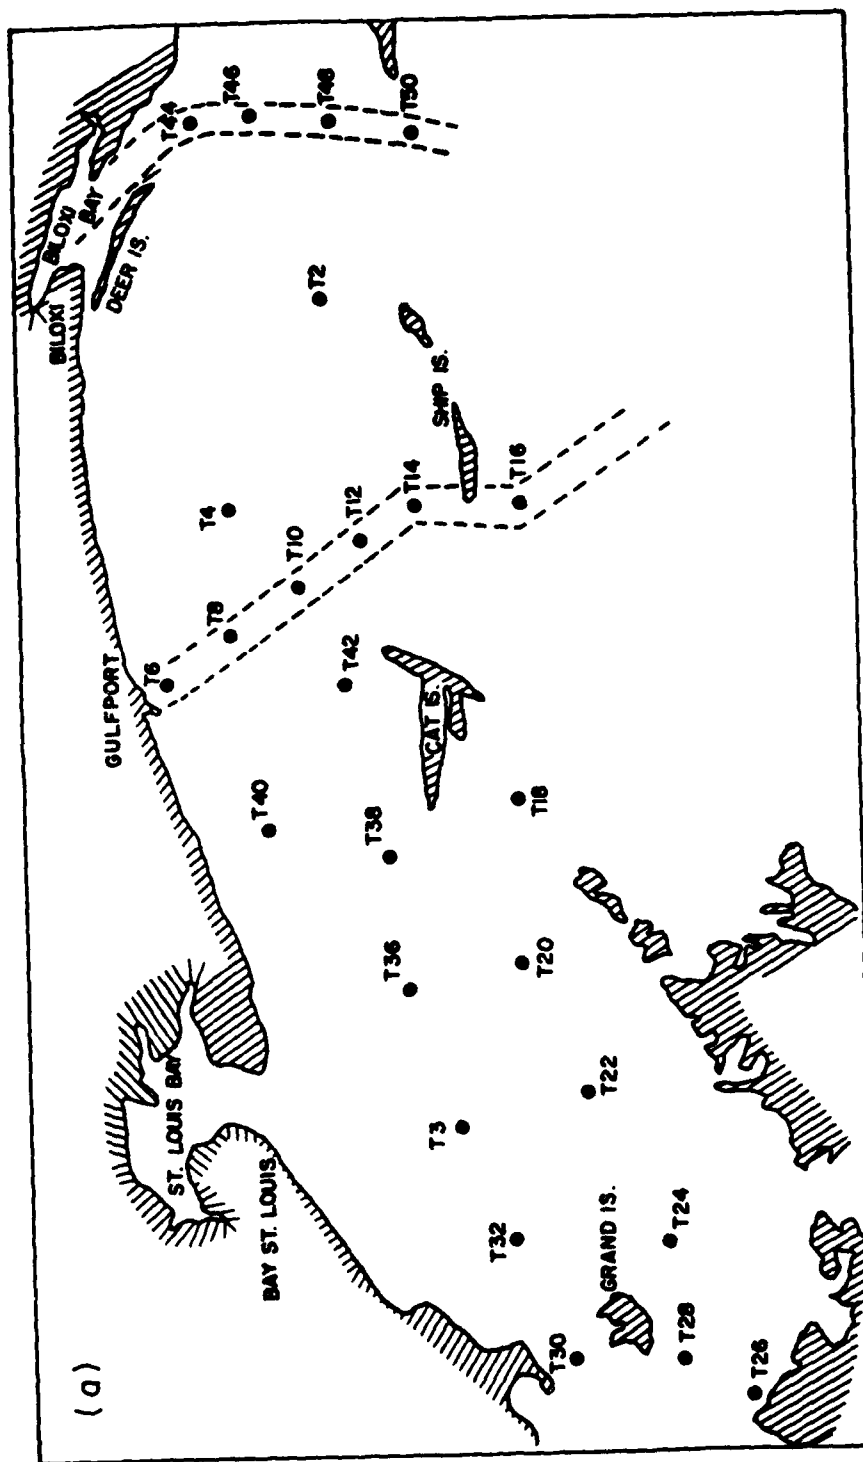 (a)
BILOXI
BAY
DEER IS.
BILOXI
T44
T46
T48
T50
T2
SHIP IS.
T4
T6
T8
T10
T12
T14
T16
GULFPORT
T42
CAT IS.
T40
T38
T18
T36
T20
ST. LOUIS BAY
BAY ST. LOUIS
T3
T22
T32
GRAND IS.
T24
T30
T28
T26